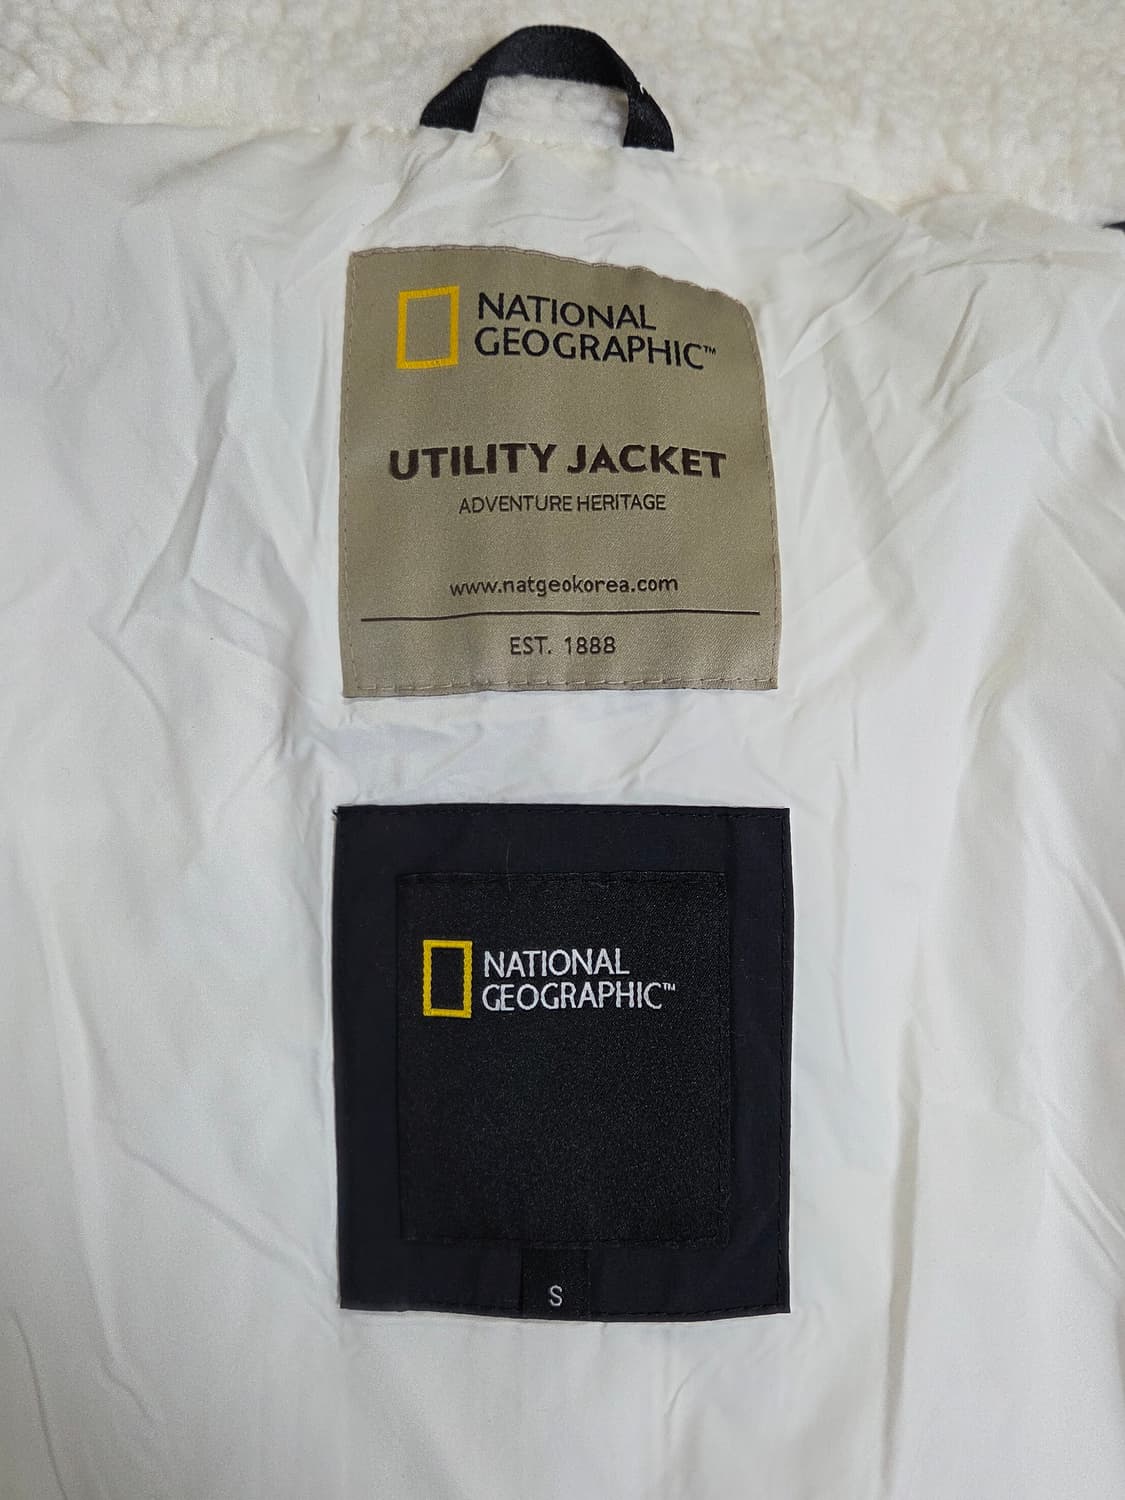 NATIONAL
GEOGRAPHIC™
UTILITY JACKET
ADVENTURE HERITAGE
www.natgeokorea.com
EST. 1888
NATIONAL
GEOGRAPHIC™
S